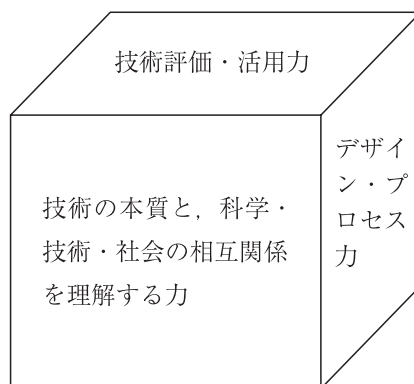 技術評価・活用力
技術の本質と，科学・
技術・社会の相互関係
を理解する力
デザイ
ン・プ
ロセス
力